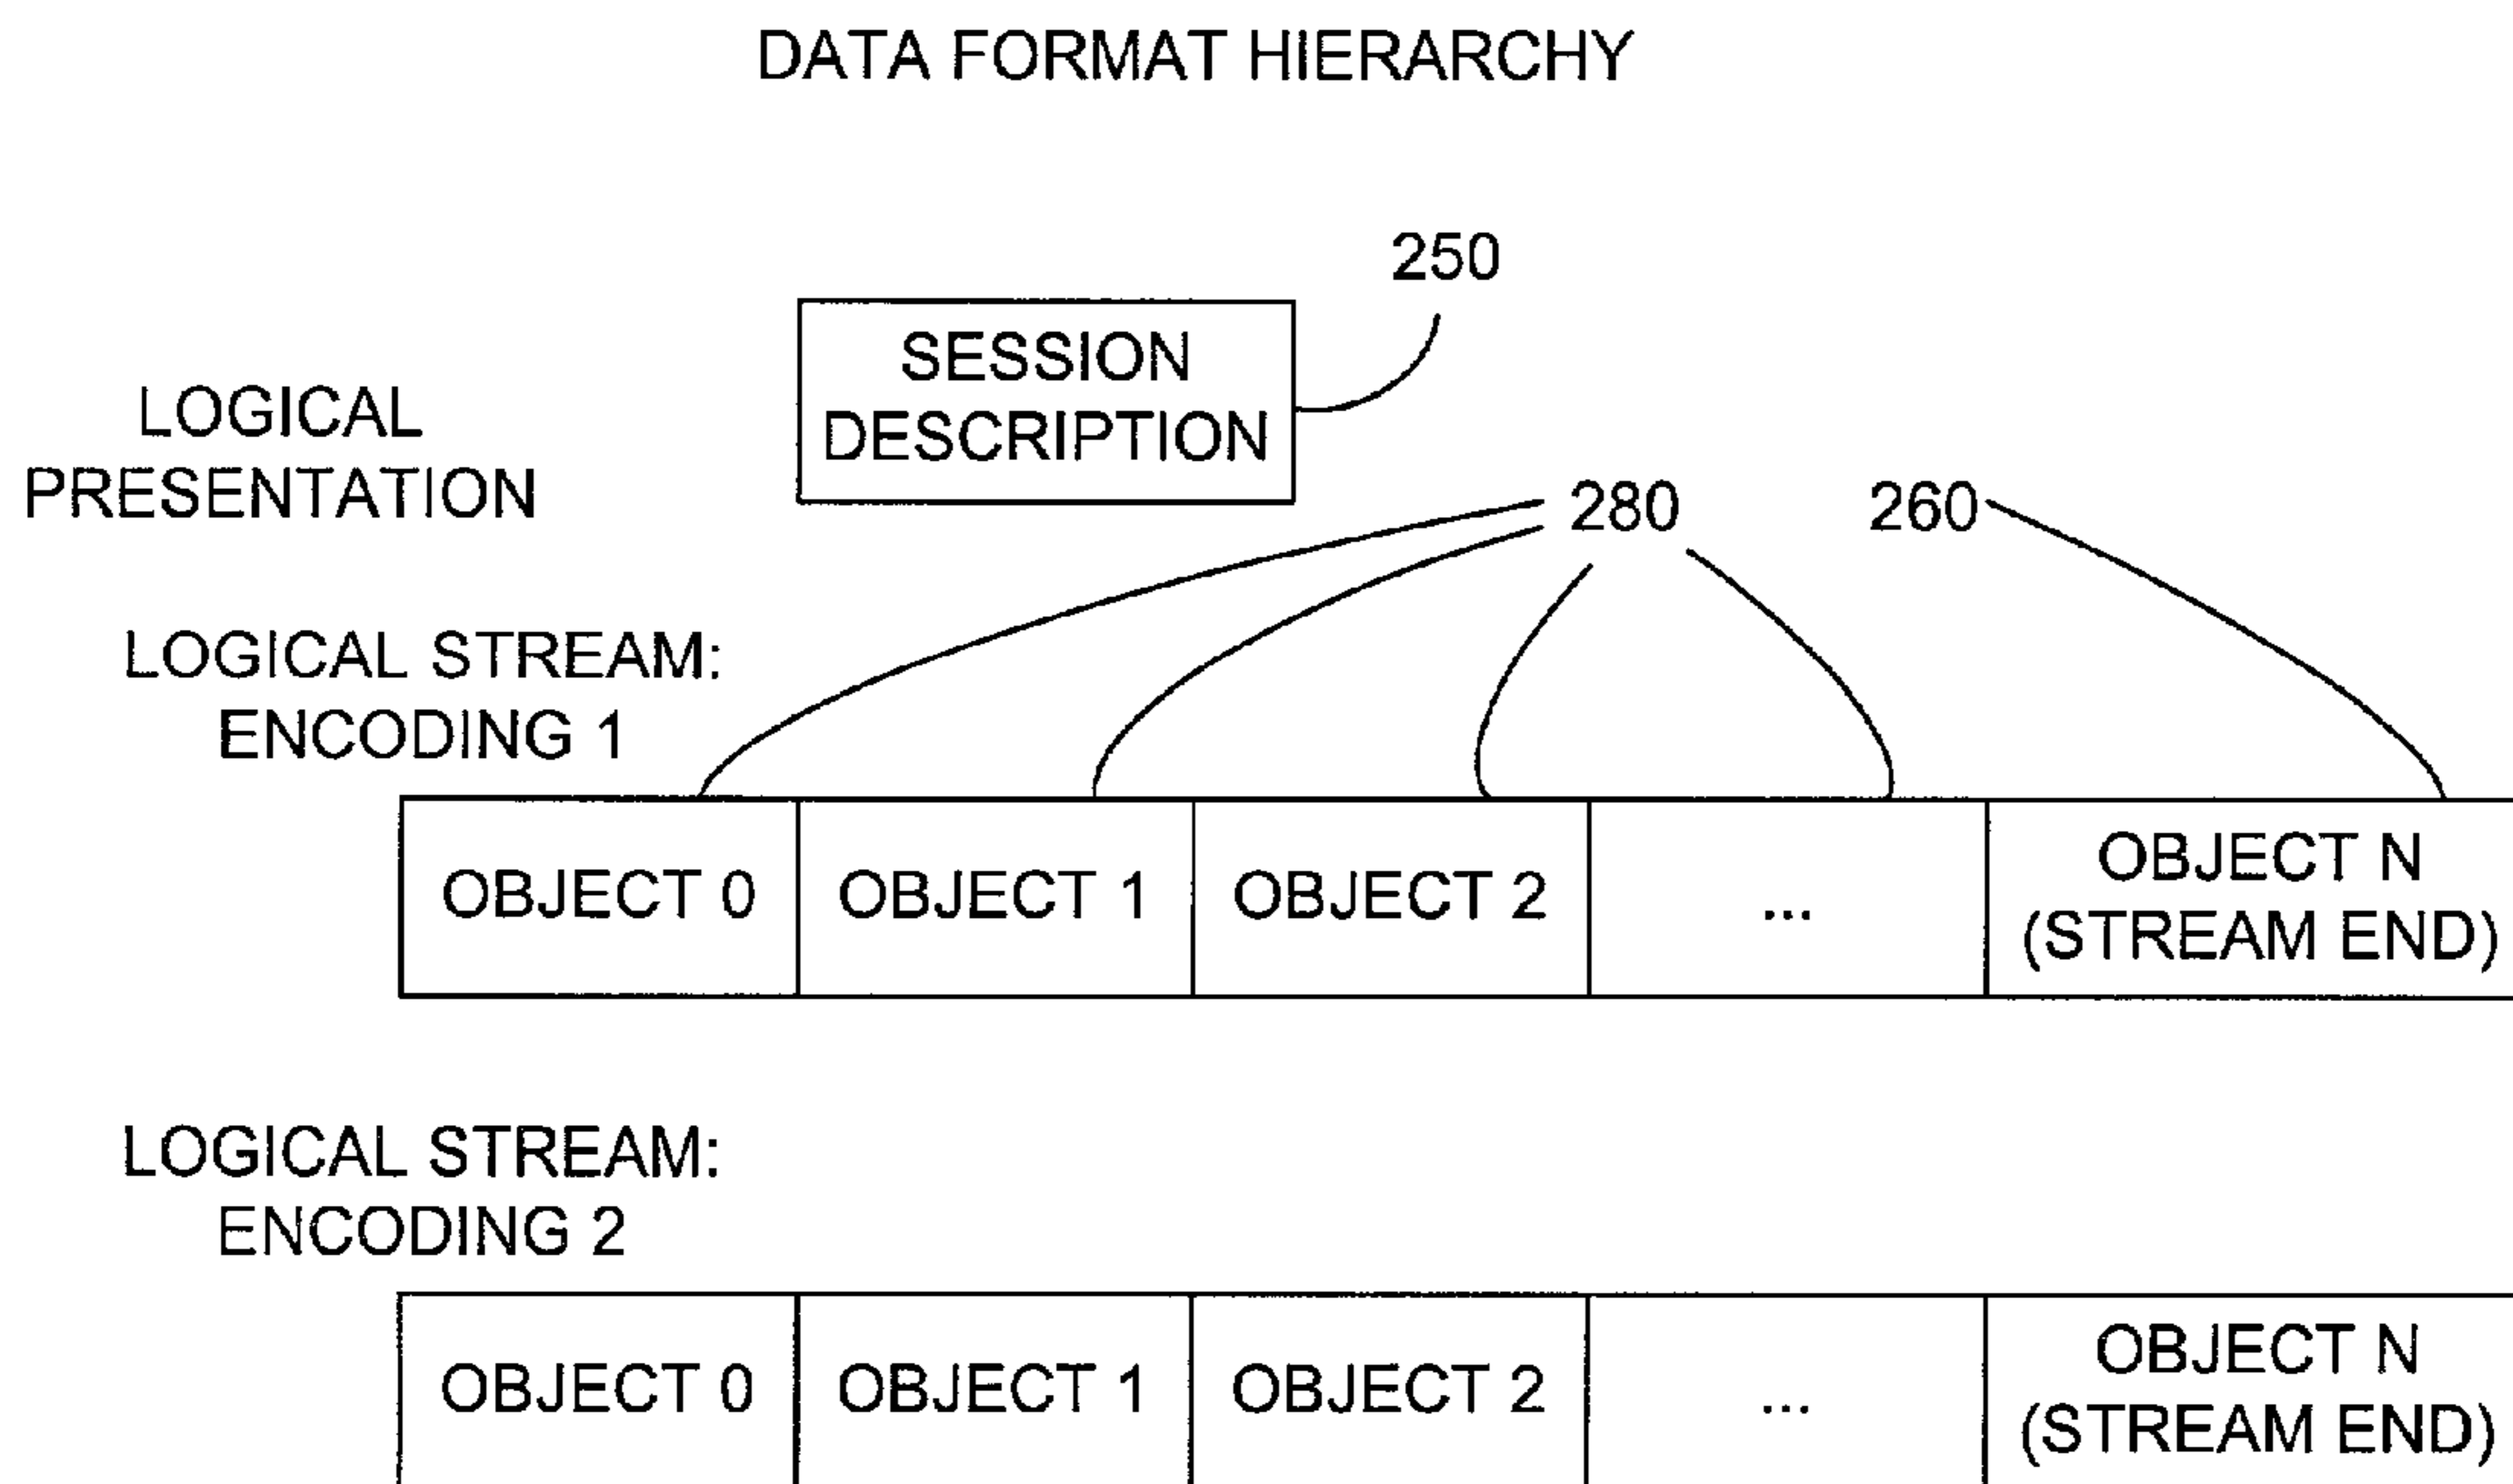 DATA FORMAT HIERARCHY
250
SESSION
DESCRIPTION
LOGICAL
PRESENTATION
280
260
LOGICAL STREAM:
ENCODING 1
OBJECT 0
OBJECT 1
OBJECT 2
...
OBJECT N
(STREAM END)
LOGICAL STREAM:
ENCODING 2
OBJECT 0
OBJECT 1
OBJECT 2
...
OBJECT N
(STREAM END)